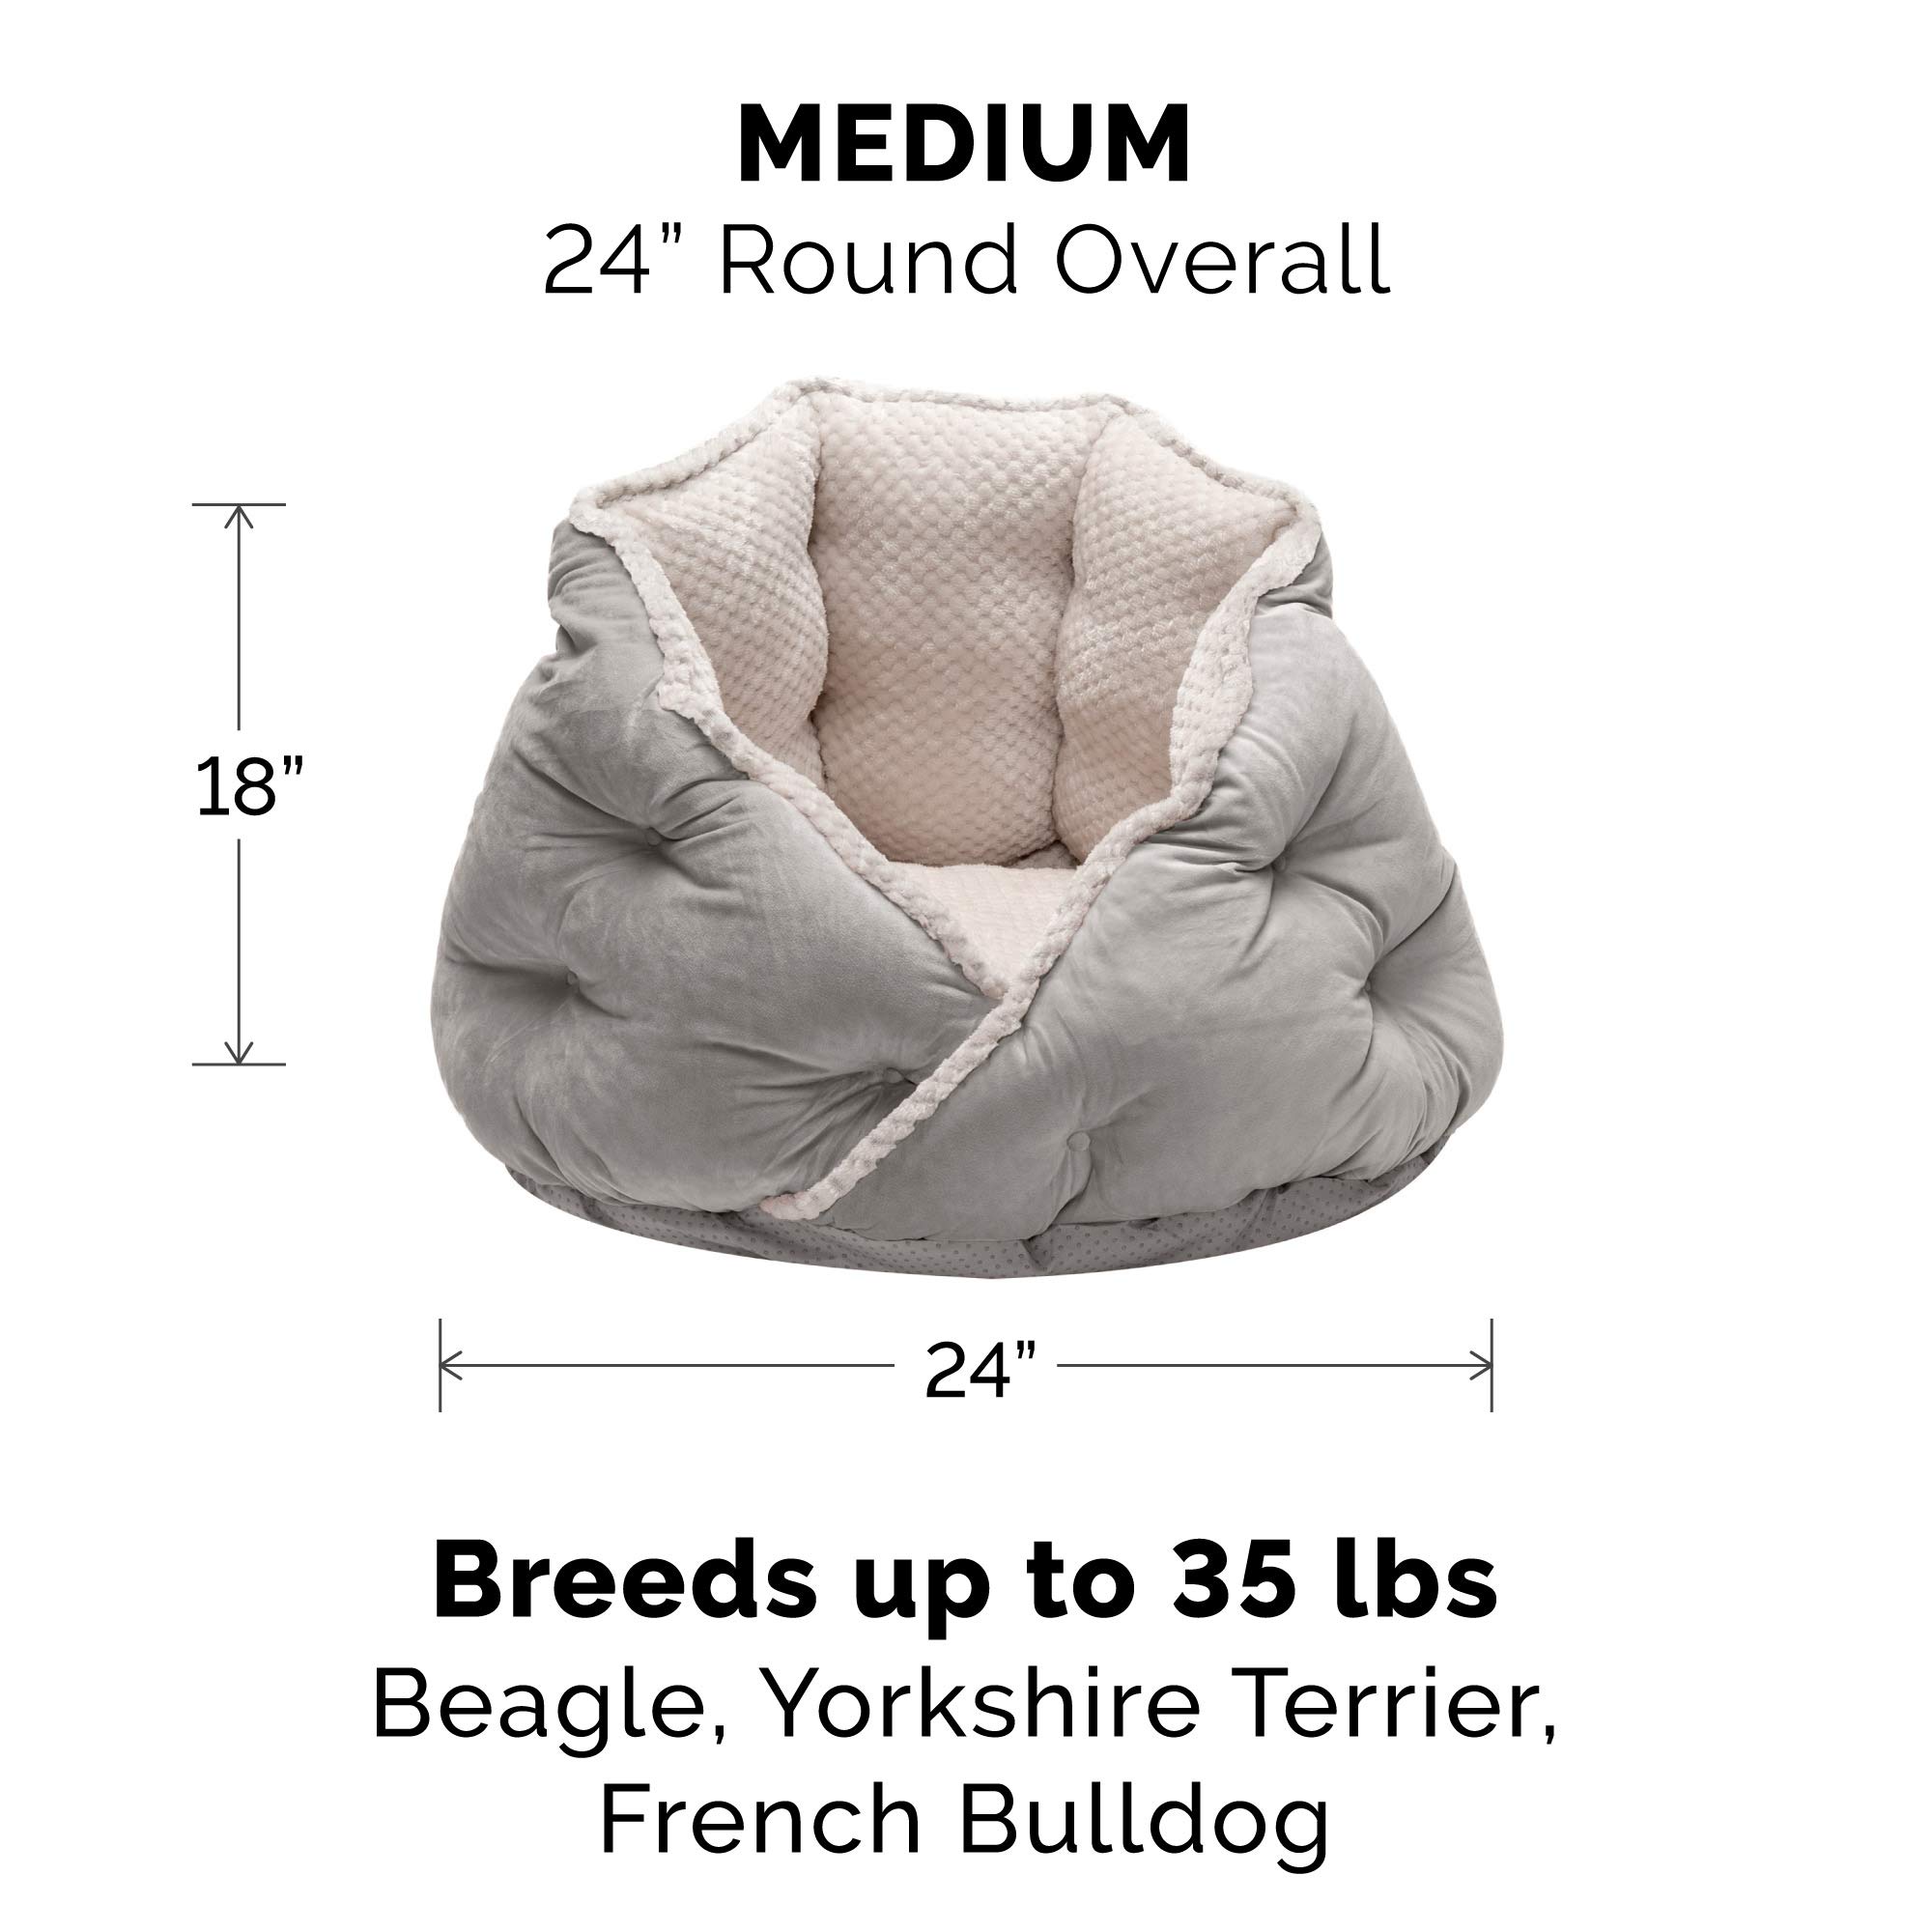 MEDIUM
24” Round Overall
18”
24”
Breeds up to 35 lbs
Beagle, Yorkshire Terrier,
French Bulldog